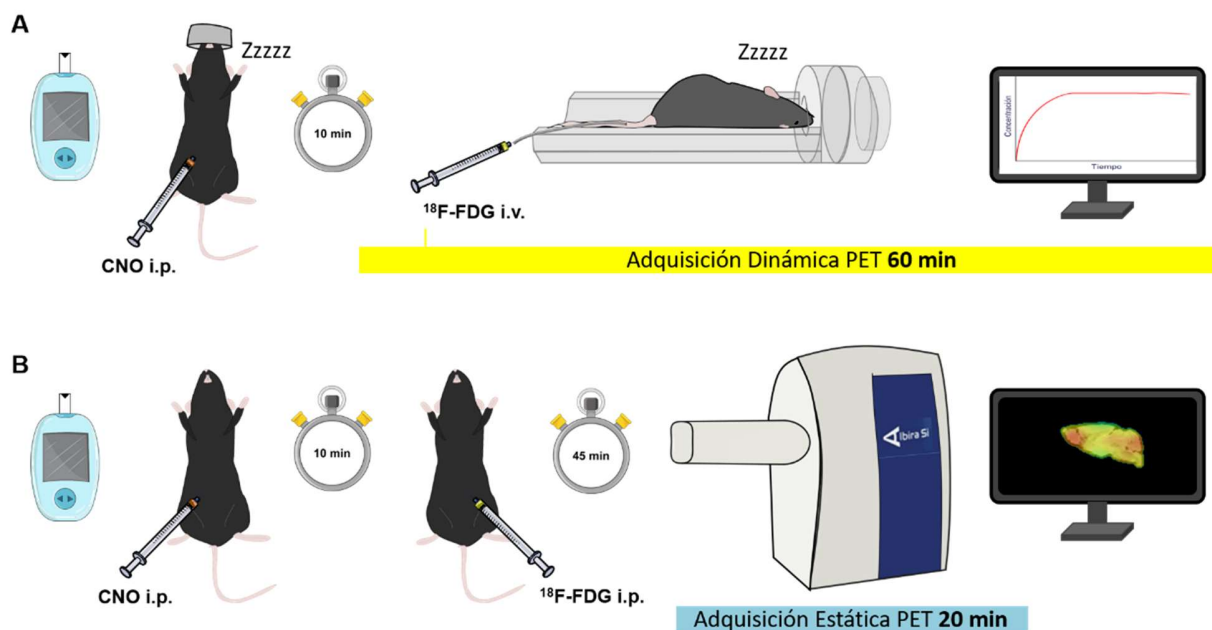 A
Zzzzz
Zzzzz
10 min
Concentración
Tiempo
¹⁸F-FDG i.v.
CNO i.p.
Adquisición Dinámica PET 60 min
B
10 min
45 min
Albira Si
CNO i.p.
¹⁸F-FDG i.p.
Adquisición Estática PET 20 min